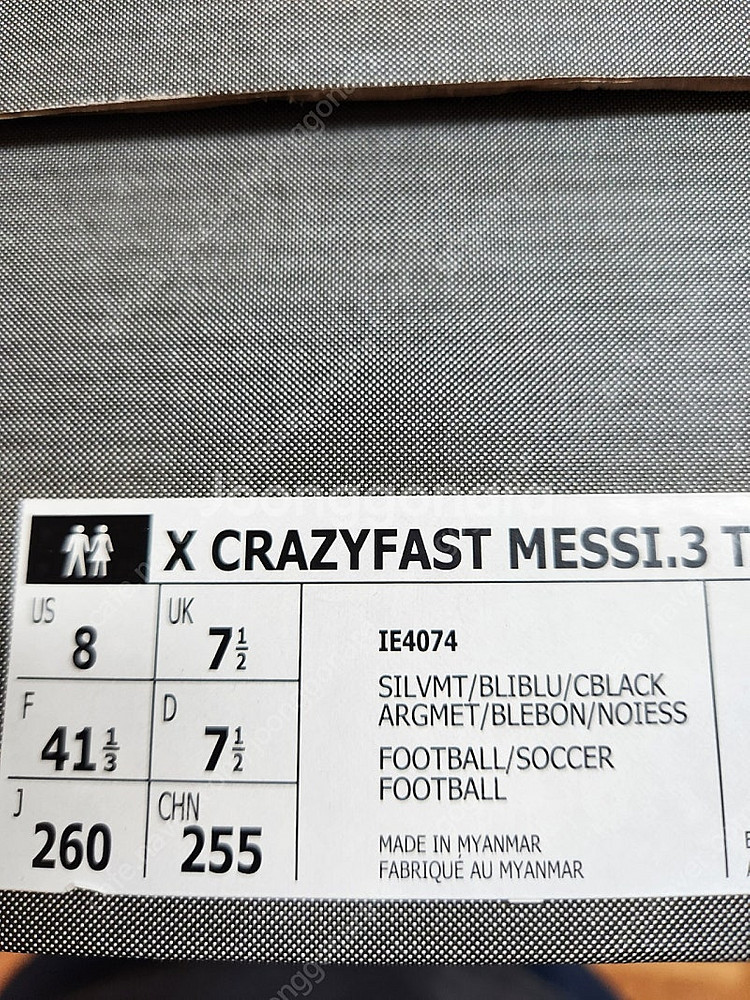 Joonggonara
X CRAZYFAST MESSI.3 T
US 8
UK 7½
F 41⅓
D 7½
J 260
CHN 255
IE4074
SILVMT/BLIBLU/CBLACK
ARGMET/BLEBON/NOIESS
FOOTBALL/SOCCER
FOOTBALL
MADE IN MYANMAR
FABRIQUÉ AU MYANMAR